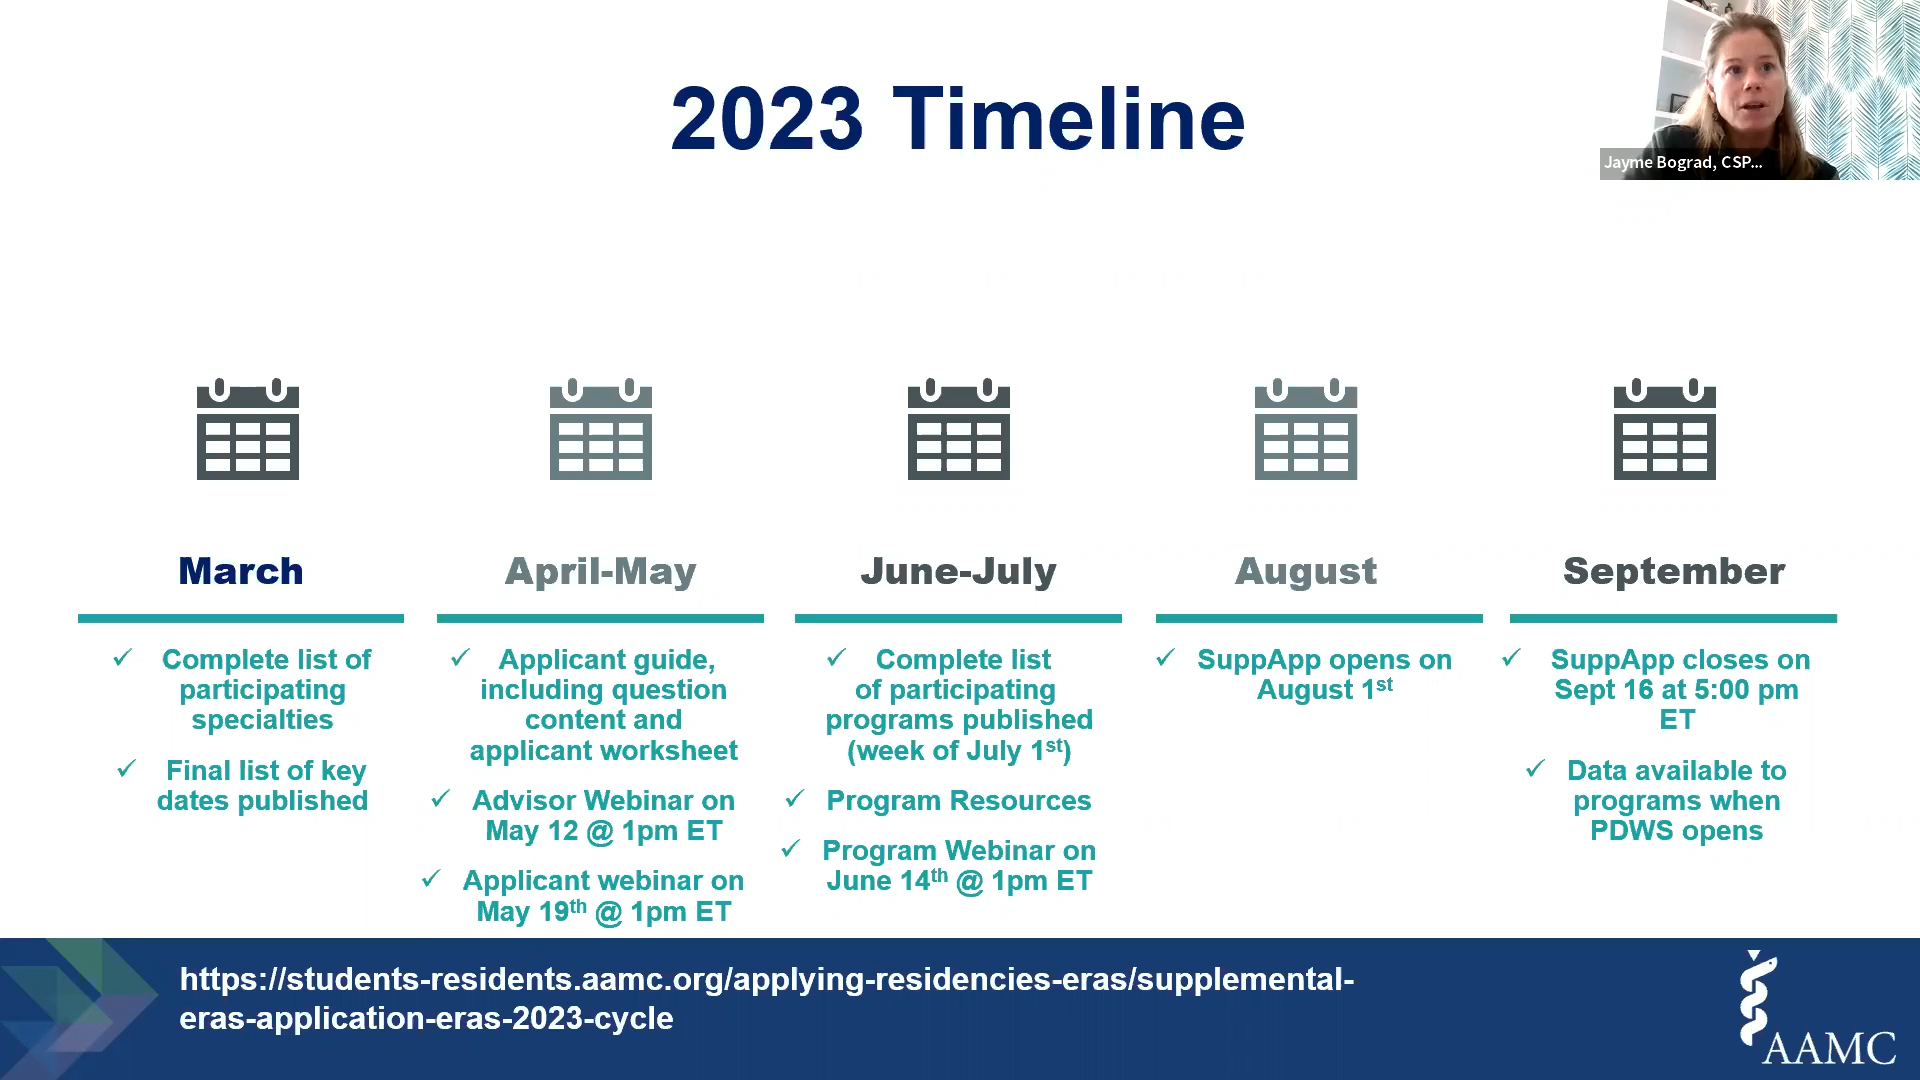 2023 Timeline
Jayme Bograd, CSP...
March
Complete list of
participating
specialties
Final list of key
dates published
April-May
Applicant guide,
including question
content and
applicant worksheet
Advisor Webinar on
May 12 @ 1pm ET
Applicant webinar on
May 19th @ 1pm ET
June-July
Complete list
of participating
programs published
(week of July 1st)
Program Resources
Program Webinar on
June 14th @ 1pm ET
August
SuppApp opens on
August 1st
September
SuppApp closes on
Sept 16 at 5:00 pm
ET
Data available to
programs when
PDWS opens
https://students-residents.aamc.org/applying-residencies-eras/supplemental-
eras-application-eras-2023-cycle
AAMC